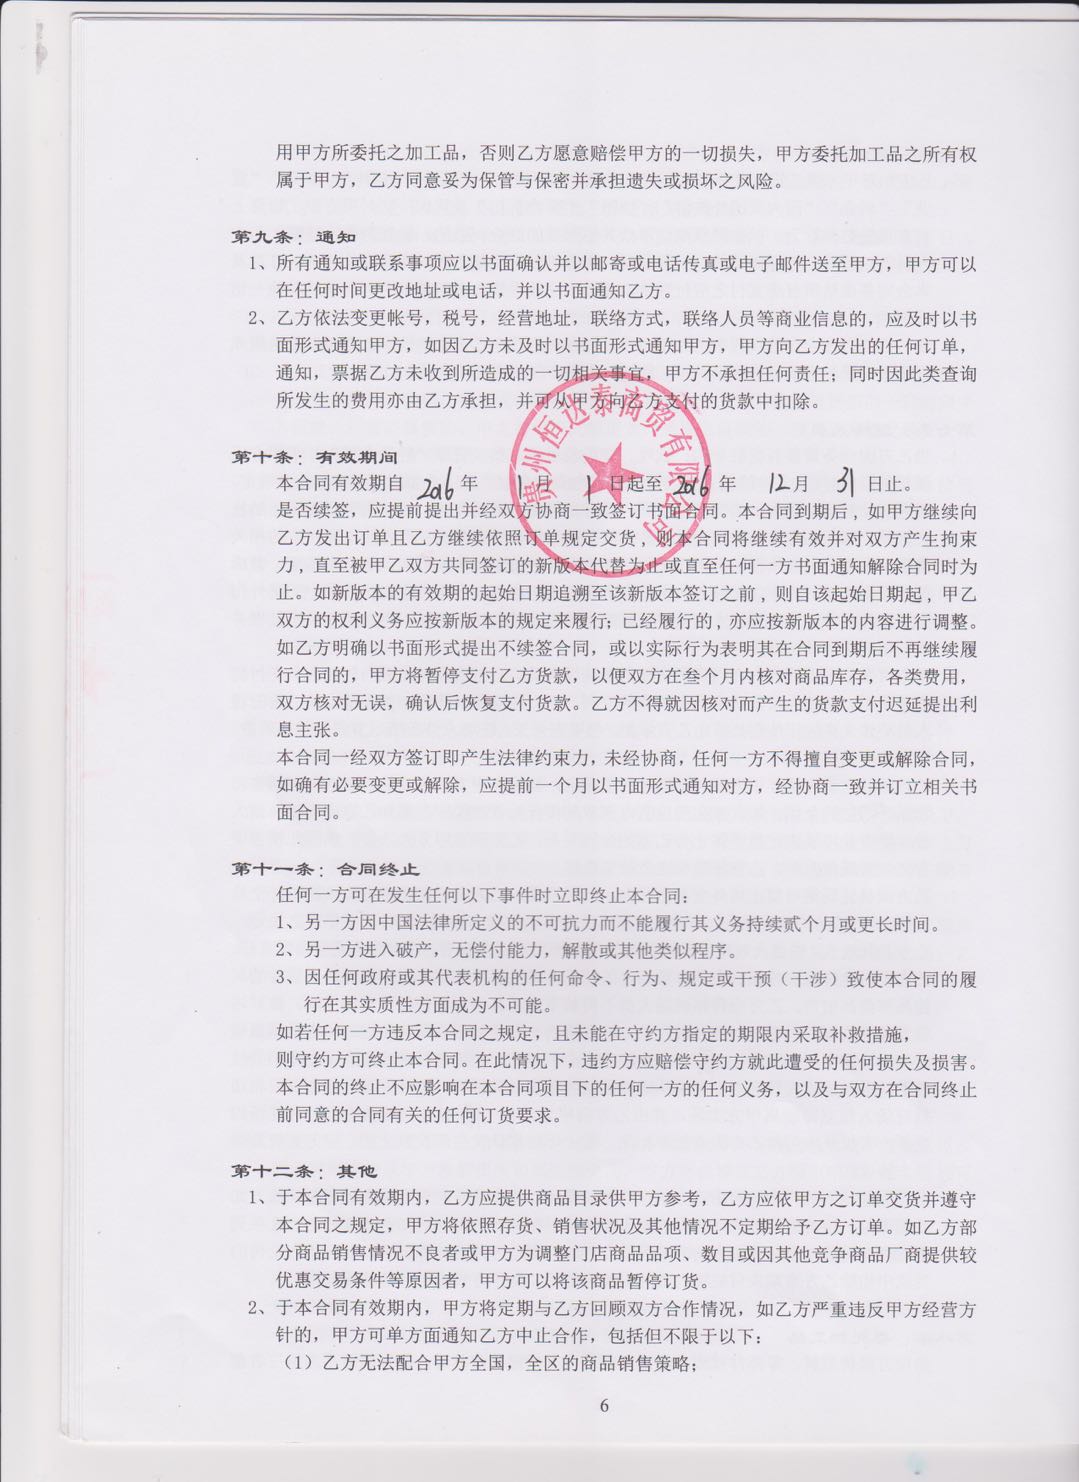 用甲方所委托之加工品，否则乙方愿意赔偿甲方的一切损失，甲方委托加工品之所有权
属于甲方，乙方同意妥为保管与保密并承担遗失或损坏之风险。
第九条：通知
1、所有通知或联系事项应以书面确认并以邮寄或电话传真或电子邮件送至甲方，甲方可以
在任何时间更改地址或电话，并以书面通知乙方。
2、乙方依法变更帐号，税号，经营地址，联络方式，联络人员等商业信息的，应及时以书
面形式通知甲方，如因乙方未及时以书面形式通知甲方，甲方向乙方发出的任何订单，
通知，票据乙方未收到所造成的一切相关事宜，甲方不承担任何责任；同时因此类查询
所发生的费用亦由乙方承担，并可从甲方向乙方支付的货款中扣除。
贵州恒达泰商贸有限公司
第十条：有效期间
本合同有效期自 2016 年 1 月 1 日起至 2016 年 12 月 31 日止。
是否续签，应提前提出并经双方协商一致签订书面合同。本合同到期后，如甲方继续向
乙方发出订单且乙方继续依照订单规定交货，则本合同将继续有效并对双方产生拘束
力，直至被甲乙双方共同签订的新版本代替为止或直至任何一方书面通知解除合同时为
止。如新版本的有效期的起始日期追溯至该新版本签订之前，则自该起始日期起，甲乙
双方的权利义务应按新版本的规定来履行；已经履行的，亦应按新版本的内容进行调整。
如乙方明确以书面形式提出不续签合同，或以实际行为表明其在合同到期后不再继续履
行合同的，甲方将暂停支付乙方货款，以便双方在叁个月内核对商品库存，各类费用，
双方核对无误，确认后恢复支付货款。乙方不得就因核对而产生的货款支付迟延提出利
息主张。
本合同一经双方签订即产生法律约束力，未经协商，任何一方不得擅自变更或解除合同，
如确有必要变更或解除，应提前一个月以书面形式通知对方，经协商一致并订立相关书
面合同。
第十一条：合同终止
任何一方可在发生任何以下事件时立即终止本合同：
1、另一方因中国法律所定义的不可抗力而不能履行其义务持续贰个月或更长时间。
2、另一方进入破产，无偿付能力，解散或其他类似程序。
3、因任何政府或其代表机构的任何命令、行为、规定或干预（干涉）致使本合同的履
行在其实质性方面成为不可能。
如若任何一方违反本合同之规定，且未能在守约方指定的期限内采取补救措施，
则守约方可终止本合同。在此情况下，违约方应赔偿守约方就此遭受的任何损失及损害。
本合同的终止不应影响在本合同项目下的任何一方的任何义务，以及与双方在合同终止
前同意的合同有关的任何订货要求。
第十二条：其他
1、于本合同有效期内，乙方应提供商品目录供甲方参考，乙方应依甲方之订单交货并遵守
本合同之规定，甲方将依照存货、销售状况及其他情况不定期给予乙方订单。如乙方部
分商品销售情况不良者或甲方为调整门店商品品项、数目或因其他竞争商品厂商提供较
优惠交易条件等原因者，甲方可以将该商品暂停订货。
2、于本合同有效期内，甲方将定期与乙方回顾双方合作情况，如乙方严重违反甲方经营方
针的，甲方可单方面通知乙方中止合作，包括但不限于以下：
（1）乙方无法配合甲方全国，全区的商品销售策略；
6